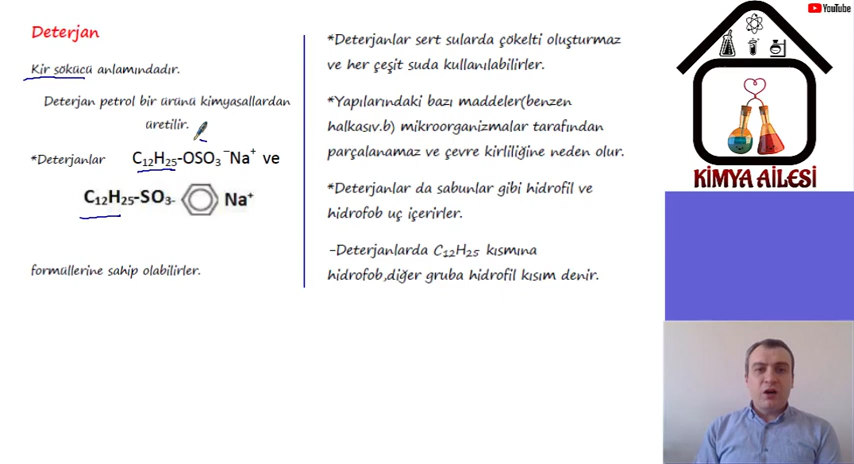 Deterjan
Kir sökücü anlamındadır.
Deterjan petrol bir ürünü kimyasallardan
üretilir.
*Deterjanlar C₁₂H₂₅-OSO₃⁻Na⁺ ve
C₁₂H₂₅-SO₃- Na⁺
formüllerine sahip olabilirler.
*Deterjanlar sert sularda çökelti oluşturmaz
ve her çeşit suda kullanılabilirler.
*Yapılarındaki bazı maddeler(benzen
halkasıv.b) mikroorganizmalar tarafından
parçalanamaz ve çevre kirliliğine neden olur.
*Deterjanlar da sabunlar gibi hidrofil ve
hidrofob uç içerirler.
-Deterjanlarda C₁₂H₂₅ kısmına
hidrofob,diğer gruba hidrofil kısım denir.
YouTube
KİMYA AİLESİ